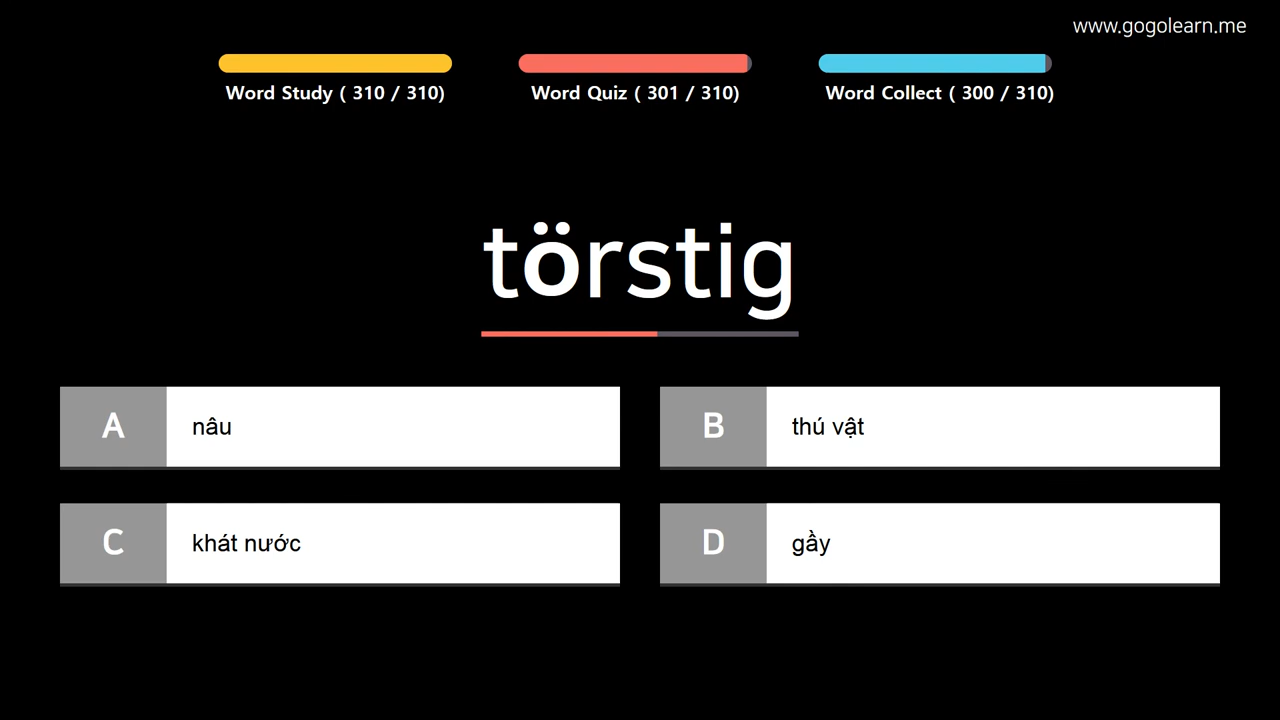 www.gogolearn.me
Word Study ( 310 / 310)
Word Quiz ( 301 / 310)
Word Collect ( 300 / 310)
törstig
A
nâu
B
thú vật
C
khát nước
D
gầy